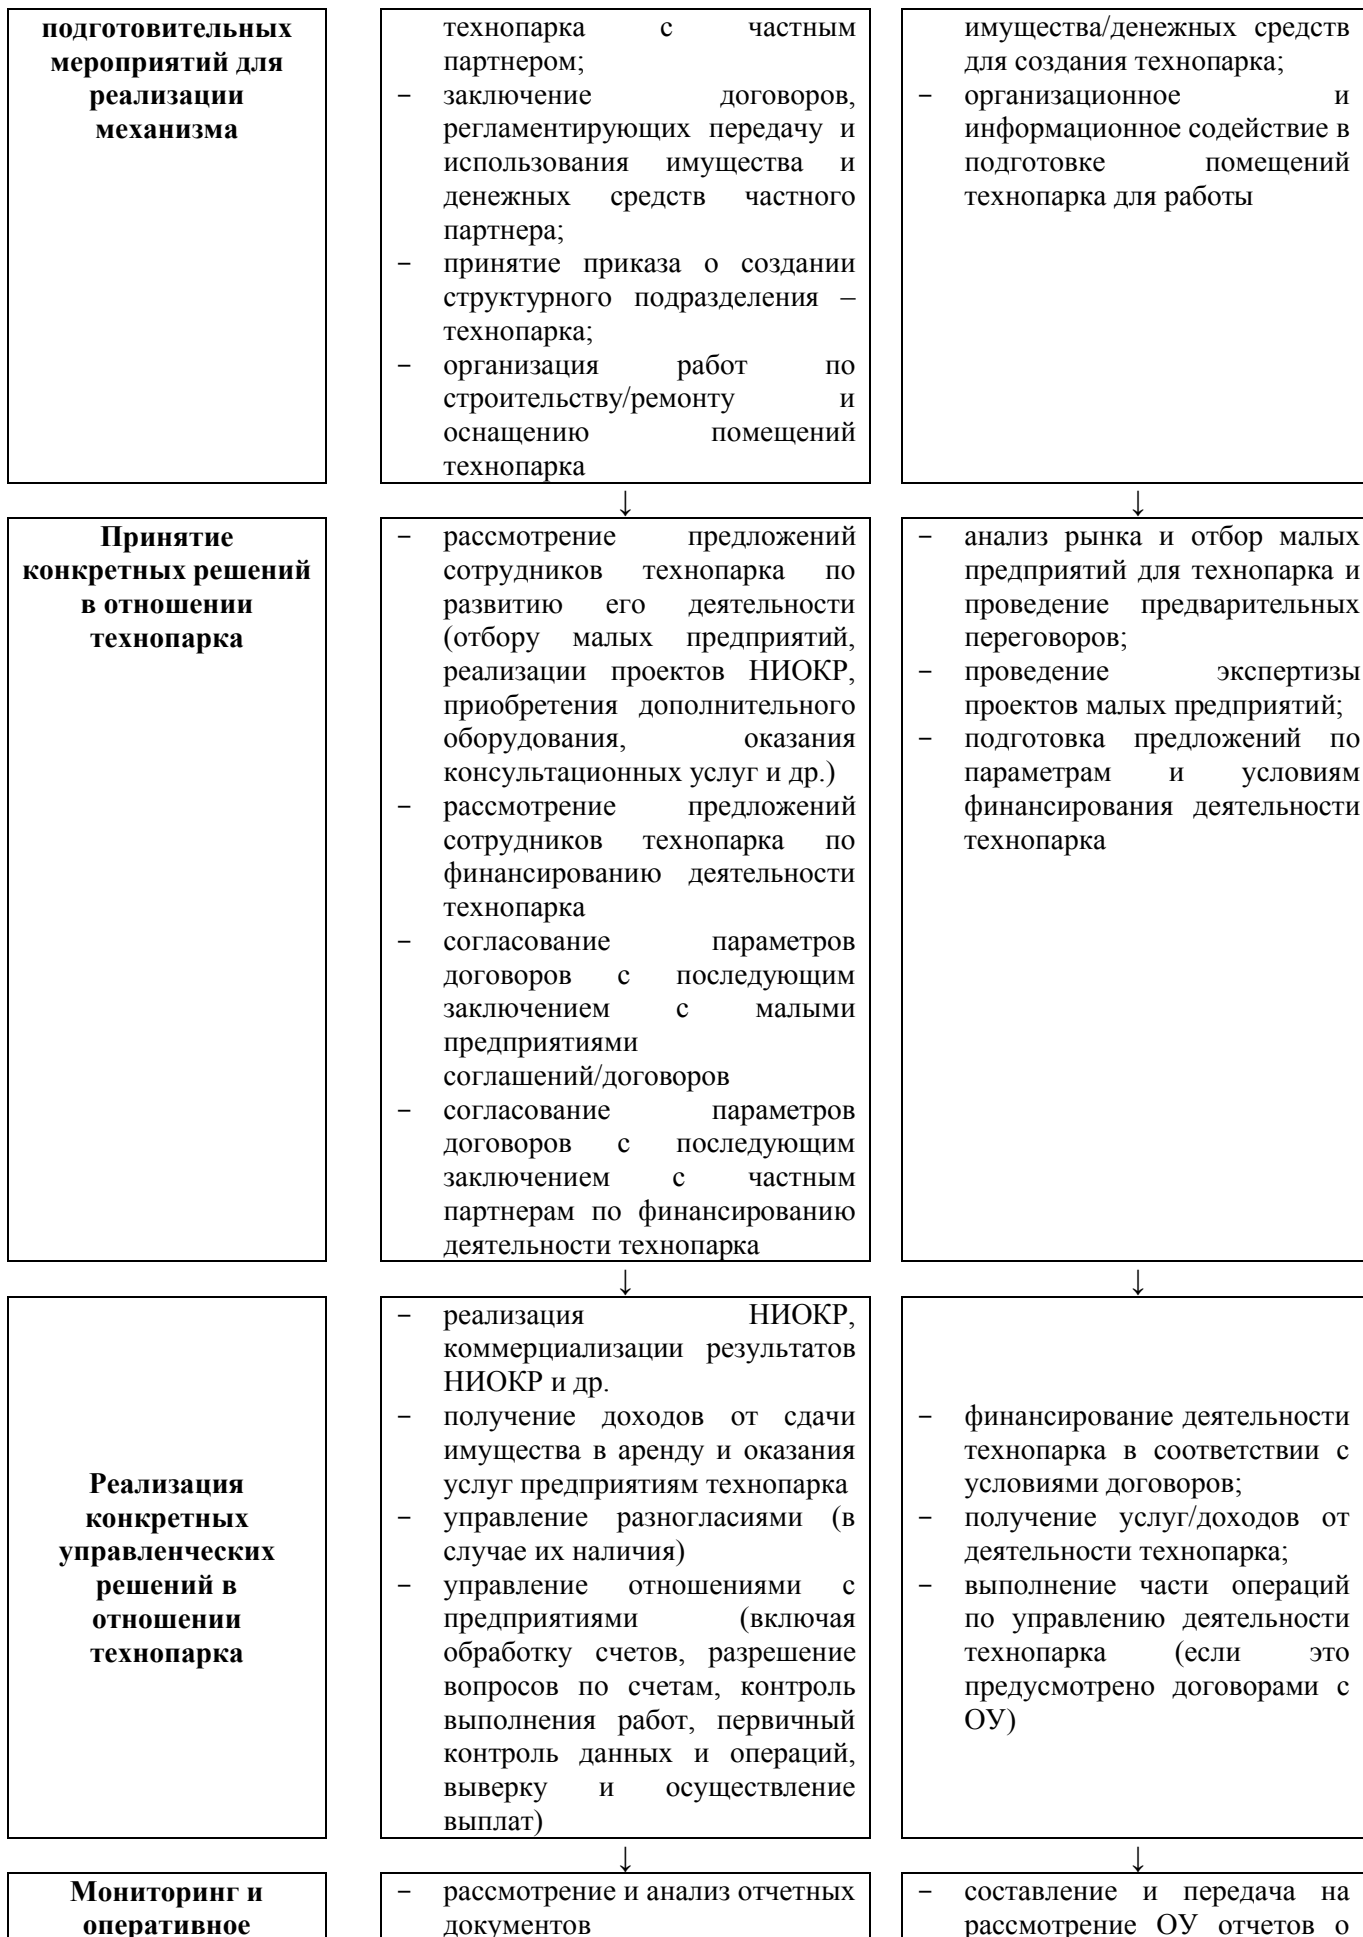 подготовительных
мероприятий для
реализации
механизма
технопарка с частным
партнером;
− заключение договоров,
регламентирующих передачу и
использования имущества и
денежных средств частного
партнера;
− принятие приказа о создании
структурного подразделения –
технопарка;
− организация работ по
строительству/ремонту и
оснащению помещений
технопарка
имущества/денежных средств
для создания технопарка;
− организационное и
информационное содействие в
подготовке помещений
технопарка для работы
↓ ↓
Принятие
конкретных решений
в отношении
технопарка
− рассмотрение предложений
сотрудников технопарка по
развитию его деятельности
(отбору малых предприятий,
реализации проектов НИОКР,
приобретения дополнительного
оборудования, оказания
консультационных услуг и др.)
− рассмотрение предложений
сотрудников технопарка по
финансированию деятельности
технопарка
− согласование параметров
договоров с последующим
заключением с малыми
предприятиями
соглашений/договоров
− согласование параметров
договоров с последующим
заключением с частным
партнерам по финансированию
деятельности технопарка
− анализ рынка и отбор малых
предприятий для технопарка и
проведение предварительных
переговоров;
− проведение экспертизы
проектов малых предприятий;
− подготовка предложений по
параметрам и условиям
финансирования деятельности
технопарка
↓ ↓
Реализация
конкретных
управленческих
решений в
отношении
технопарка
− реализация НИОКР,
коммерциализации результатов
НИОКР и др.
− получение доходов от сдачи
имущества в аренду и оказания
услуг предприятиям технопарка
− управление разногласиями (в
случае их наличия)
− управление отношениями с
предприятиями (включая
обработку счетов, разрешение
вопросов по счетам, контроль
выполнения работ, первичный
контроль данных и операций,
выверку и осуществление
выплат)
− финансирование деятельности
технопарка в соответствии с
условиями договоров;
− получение услуг/доходов от
деятельности технопарка;
− выполнение части операций
по управлению деятельности
технопарка (если это
предусмотрено договорами с
ОУ)
↓ ↓
Мониторинг и
оперативное
− рассмотрение и анализ отчетных
документов
− составление и передача на
рассмотрение ОУ отчетов о